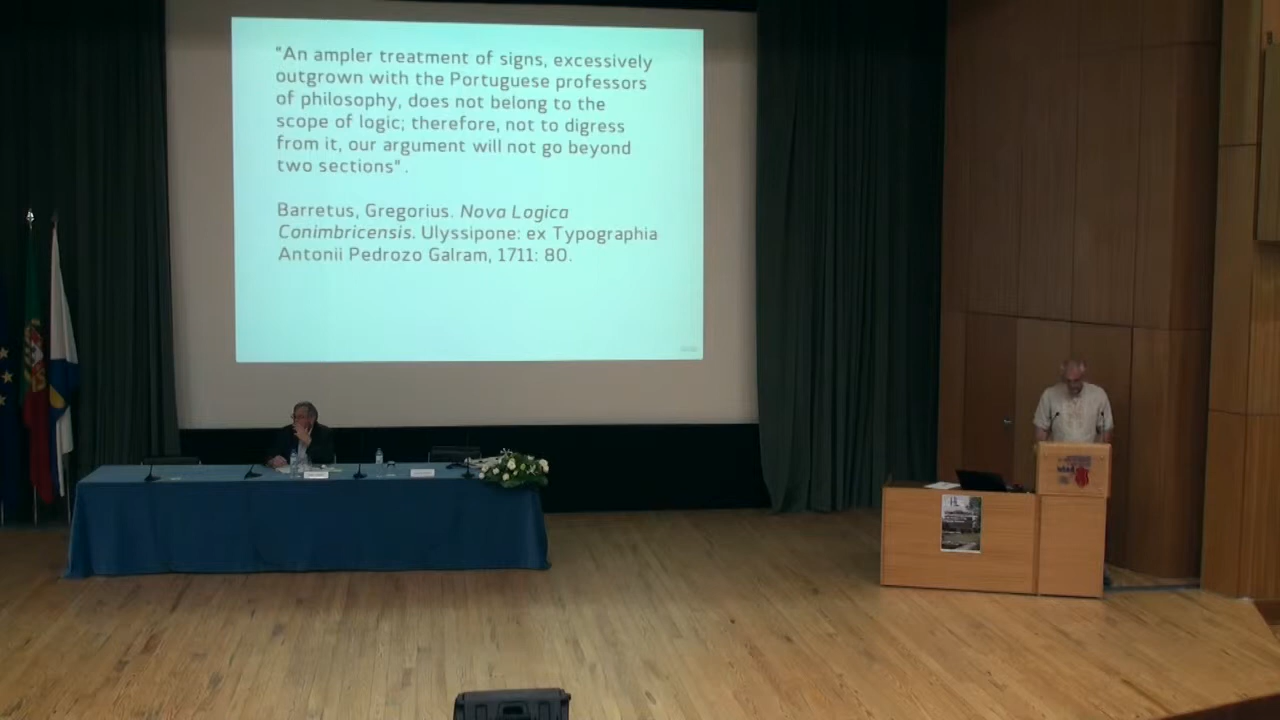 "An ampler treatment of signs, excessively
outgrown with the Portuguese professors
of philosophy, does not belong to the
scope of logic; therefore, not to digress
from it, our argument will not go beyond
two sections".
Barretus, Gregorius. Nova Logica
Conimbricensis. Ulyssipone: ex Typographia
Antonii Pedrozo Galram, 1711: 80.